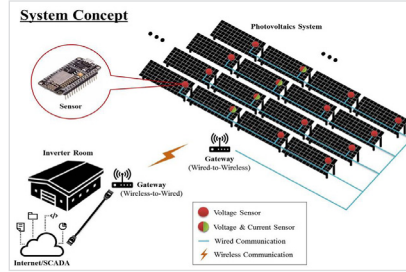 System Concept
Photovoltaics System
Sensor
Inverter Room
Gateway
(Wired-to-Wireless)
Gateway
(Wireless-to-Wired)
Internet/SCADA
Voltage Sensor
Voltage & Current Sensor
Wired Communication
Wireless Communication